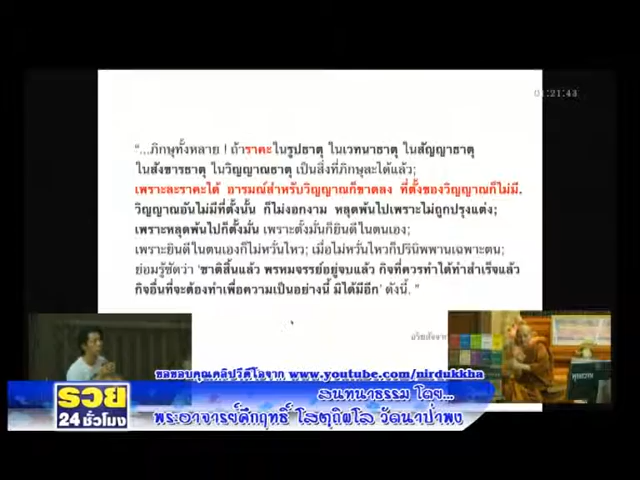 01:21:43
“...ภิกษุทั้งหลาย ! ถ้าราคะในรูปธาตุ ในเวทนาธาตุ ในสัญญาธาตุ
ในสังขารธาตุ ในวิญญาณธาตุ เป็นสิ่งที่ภิกษุละได้แล้ว;
เพราะละราคะได้ อารมณ์สำหรับวิญญาณก็ขาดลง ที่ตั้งของวิญญาณก็ไม่มี.
วิญญาณอันไม่มีที่ตั้งนั้น ก็ไม่งอกงาม หลุดพ้นไปเพราะไม่ถูกปรุงแต่ง;
เพราะหลุดพ้นไปก็ตั้งมั่น เพราะตั้งมั่นก็ยินดีในตนเอง;
เพราะยินดีในตนเองก็ไม่หวั่นไหว; เมื่อไม่หวั่นไหวก็ปรินิพพานเฉพาะตน;
ย่อมรู้ชัดว่า ‘ชาติสิ้นแล้ว พรหมจรรย์อยู่จบแล้ว กิจที่ควรทำได้ทำสำเร็จแล้ว
กิจอื่นที่จะต้องทำเพื่อความเป็นอย่างนี้ มิได้มีอีก’ ดังนี้. ”
ขอขอบคุณคลิปวีดีโอจาก www.youtube.com/nirdukkha
รวย
24 ชั่วโมง
สนทนาธรรม โดย...
พระอาจารย์คึกฤทธิ์ โสตฺถิผโล วัดนาป่าพง